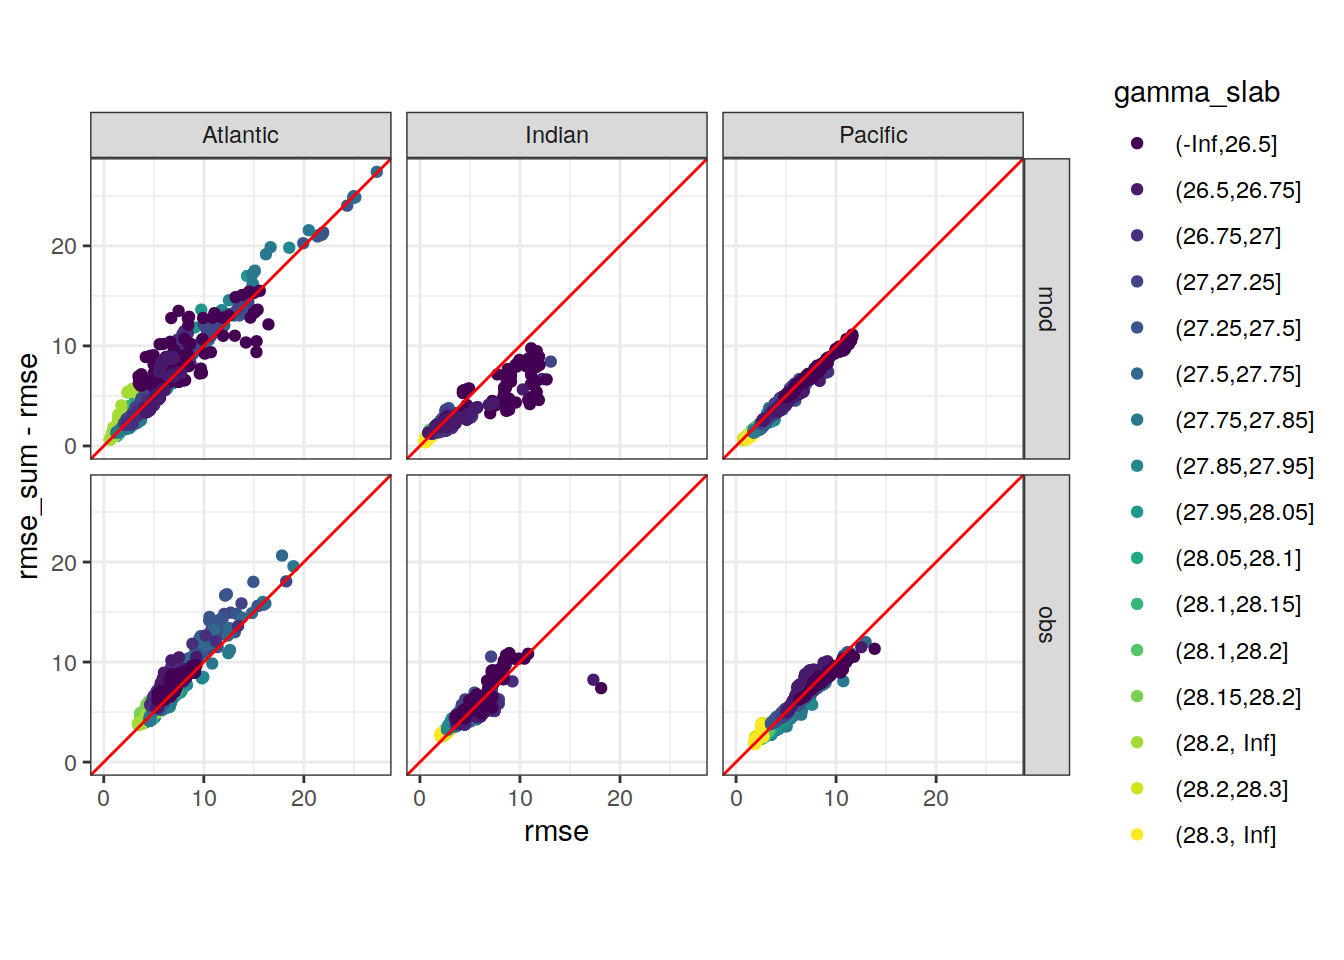 Atlantic
Indian
Pacific
mod
obs
rmse_sum - rmse
20
10
0
20
10
0
0
10
20
0
10
20
0
10
20
rmse
gamma_slab
(-Inf,26.5]
(26.5,26.75]
(26.75,27]
(27,27.25]
(27.25,27.5]
(27.5,27.75]
(27.75,27.85]
(27.85,27.95]
(27.95,28.05]
(28.05,28.1]
(28.1,28.15]
(28.1,28.2]
(28.15,28.2]
(28.2, Inf]
(28.2,28.3]
(28.3, Inf]